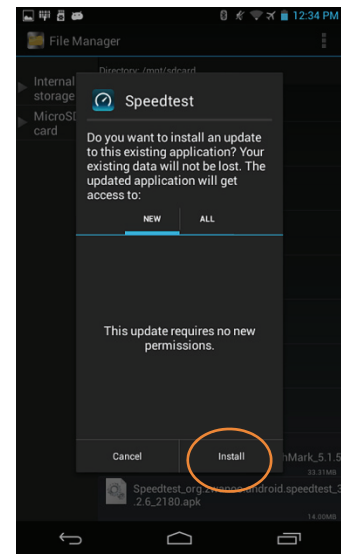 12:34 PM
File Manager
Directory: /mnt/sdcard
Internal
storage
MicroSD
card
Speedtest
Do you want to install an update
to this existing application? Your
existing data will not be lost. The
updated application will get
access to:
NEW
ALL
This update requires no new
permissions.
Cancel
Install
nMark_5.1.5
33.31MB
Speedtest_org.zwanoo.android.speedtest_3
.2.6_2180.apk
14.00MB